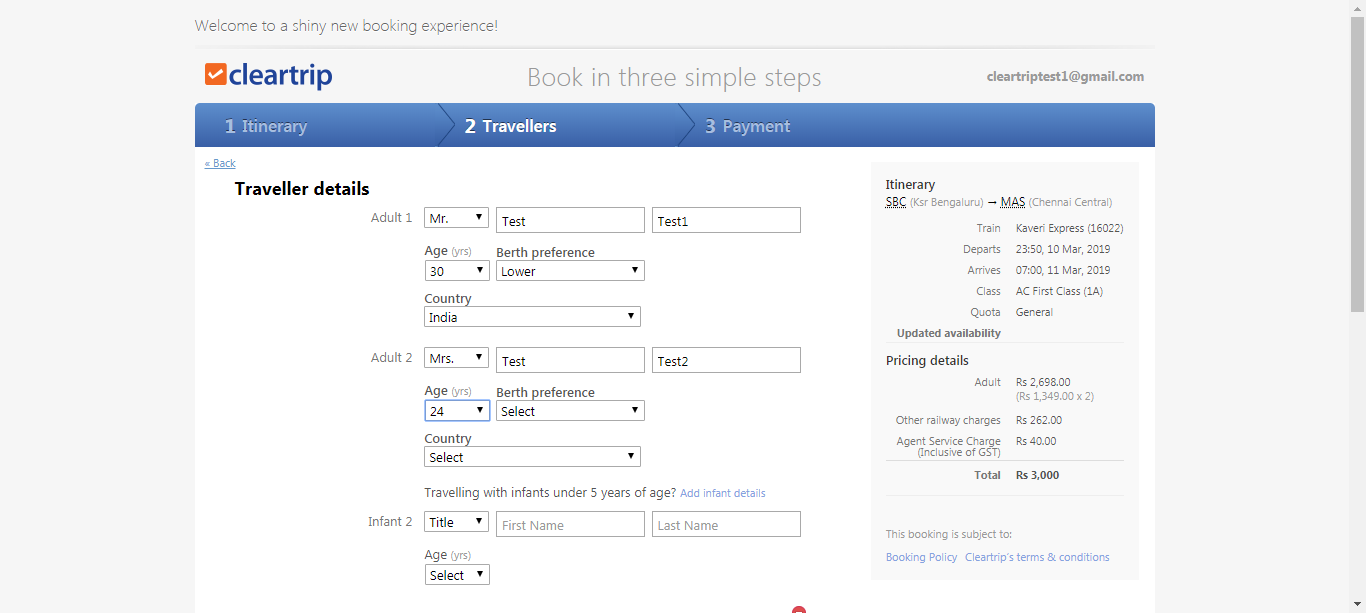 Welcome to a shiny new booking experience!
cleartrip
Book in three simple steps
cleartriptest1@gmail.com
1 Itinerary
2 Travellers
3 Payment
« Back
Traveller details
Adult 1
Mr.
Test
Test1
Age (yrs)
Berth preference
30
Lower
Country
India
Adult 2
Mrs.
Test
Test2
Age (yrs)
Berth preference
24
Select
Country
Select
Travelling with infants under 5 years of age? Add infant details
Infant 2
Title
First Name
Last Name
Age (yrs)
Select
Itinerary
SBC (Ksr Bengaluru) → MAS (Chennai Central)
Train Kaveri Express (16022)
Departs 23:50, 10 Mar, 2019
Arrives 07:00, 11 Mar, 2019
Class AC First Class (1A)
Quota General
Updated availability
Pricing details
Adult Rs 2,698.00
(Rs 1,349.00 x 2)
Other railway charges Rs 262.00
Agent Service Charge Rs 40.00
(Inclusive of GST)
Total Rs 3,000
This booking is subject to:
Booking Policy Cleartrip's terms & conditions